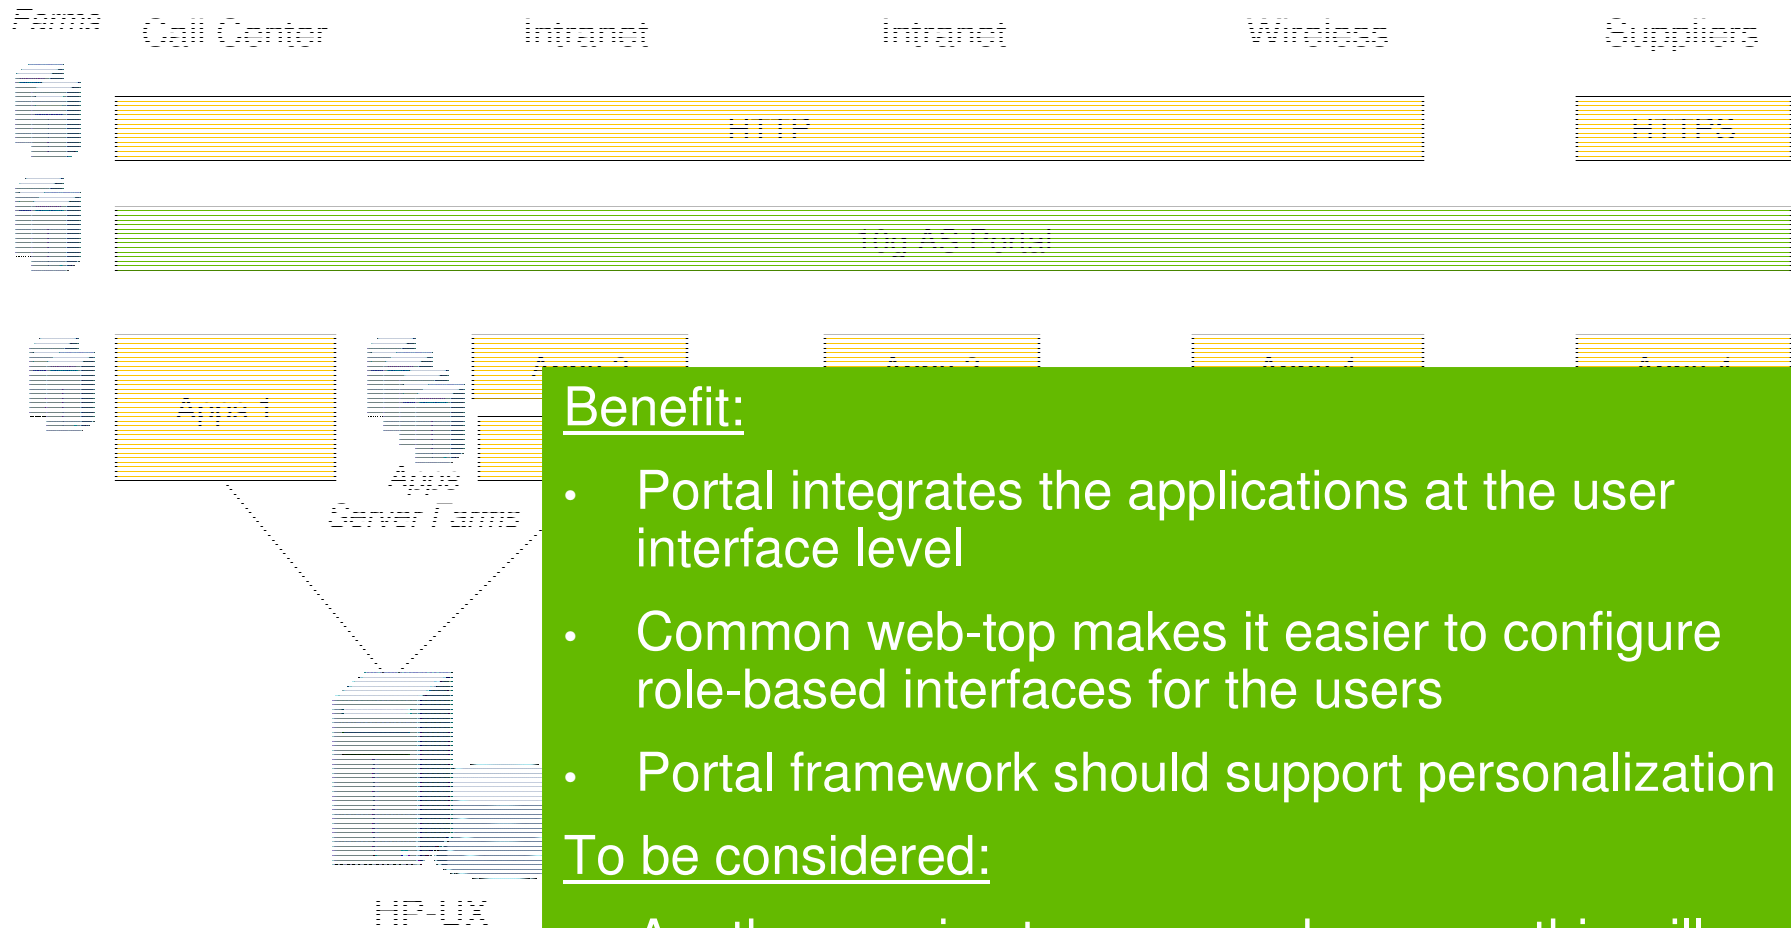 Farms
Call Center
Intranet
Intranet
Wireless
Suppliers
HTTP
HTTPS
10g AS Portal
Apps 1
Apps
Server Farms
HP-UX
Benefit:
• Portal integrates the applications at the user
interface level
• Common web-top makes it easier to configure
role-based interfaces for the users
• Portal framework should support personalization
To be considered: